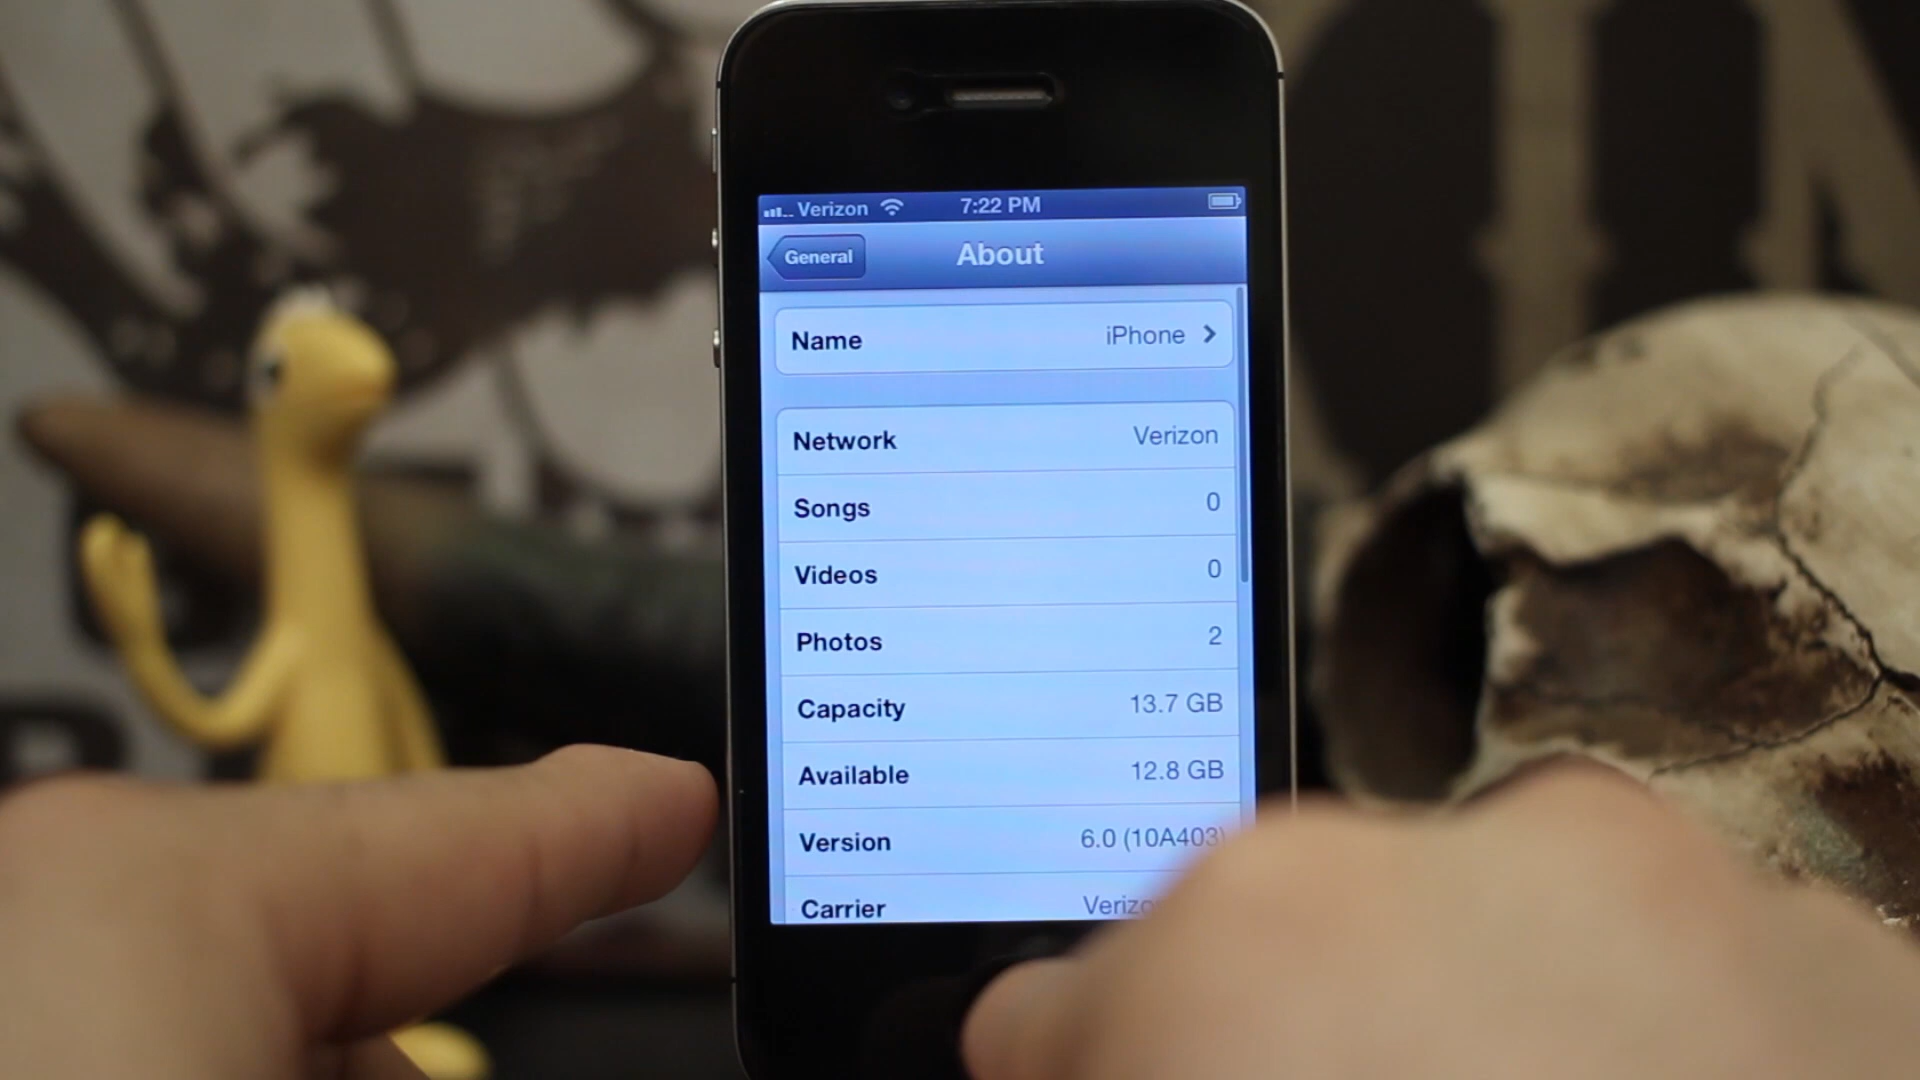 Verizon 7:22 PM
General About
Name iPhone
Network Verizon
Songs 0
Videos 0
Photos 2
Capacity 13.7 GB
Available 12.8 GB
Version 6.0 (10A403)
Carrier